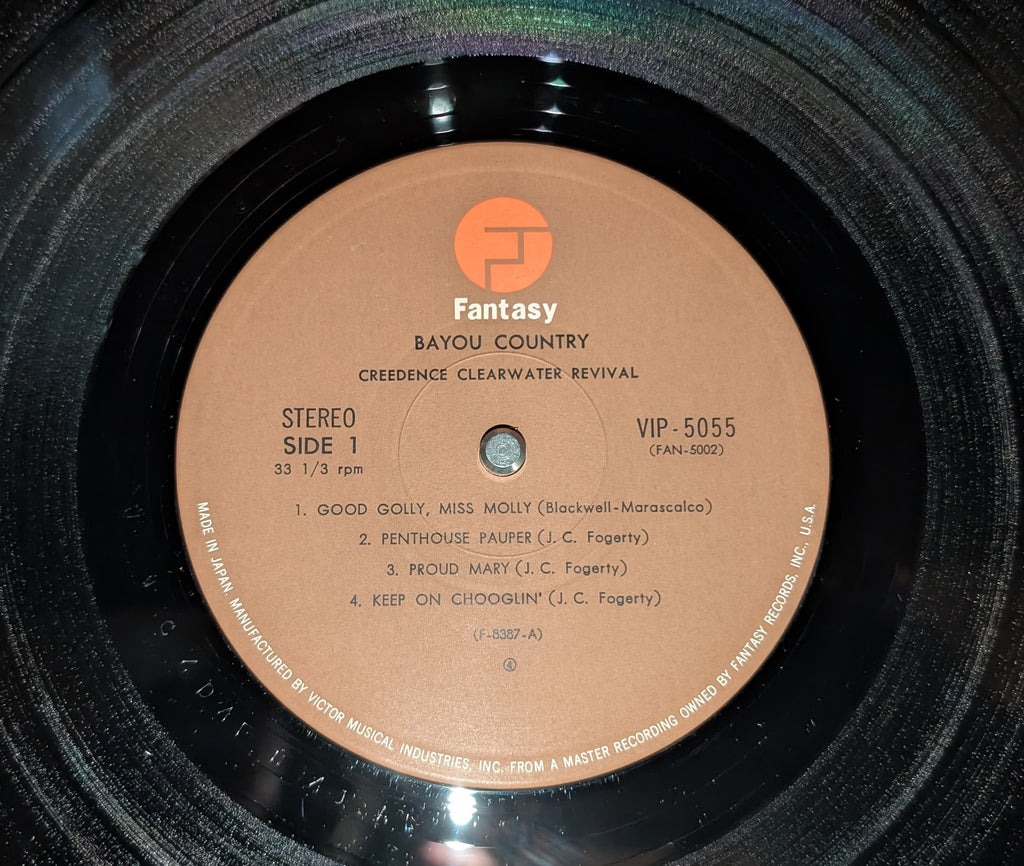 Fantasy
BAYOU COUNTRY
CREEDENCE CLEARWATER REVIVAL
STEREO
SIDE 1
33 1/3 rpm
VIP-5055
(FAN-5002)
1. GOOD GOLLY, MISS MOLLY (Blackwell-Marascalco)
2. PENTHOUSE PAUPER (J. C. Fogerty)
3. PROUD MARY (J. C. Fogerty)
4. KEEP ON CHOOGLIN' (J. C. Fogerty)
(F-8387-A)
④
MADE IN JAPAN. MANUFACTURED BY VICTOR MUSICAL INDUSTRIES, INC. FROM A MASTER RECORDING OWNED BY FANTASY RECORDS, INC., U.S.A.